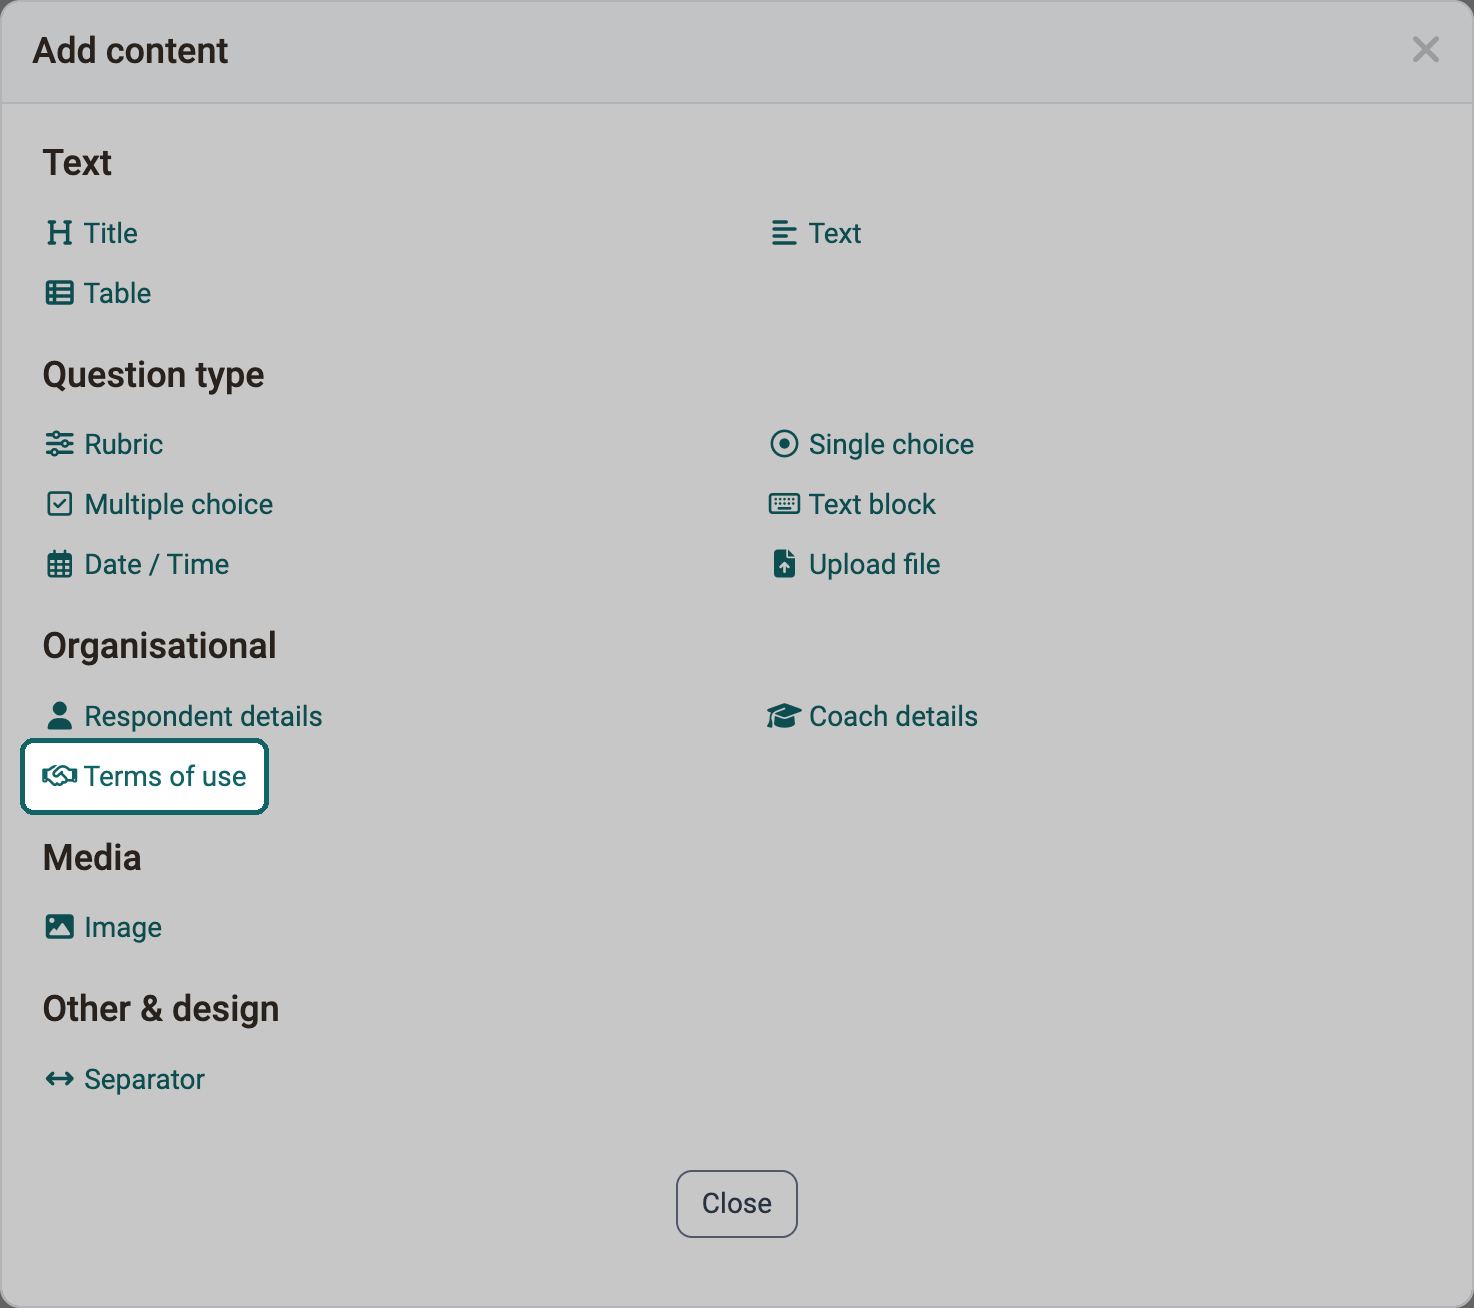 Add content
Text
Title
Text
Table
Question type
Rubric
Single choice
Multiple choice
Text block
Date / Time
Upload file
Organisational
Respondent details
Coach details
Terms of use
Media
Image
Other & design
Separator
Close